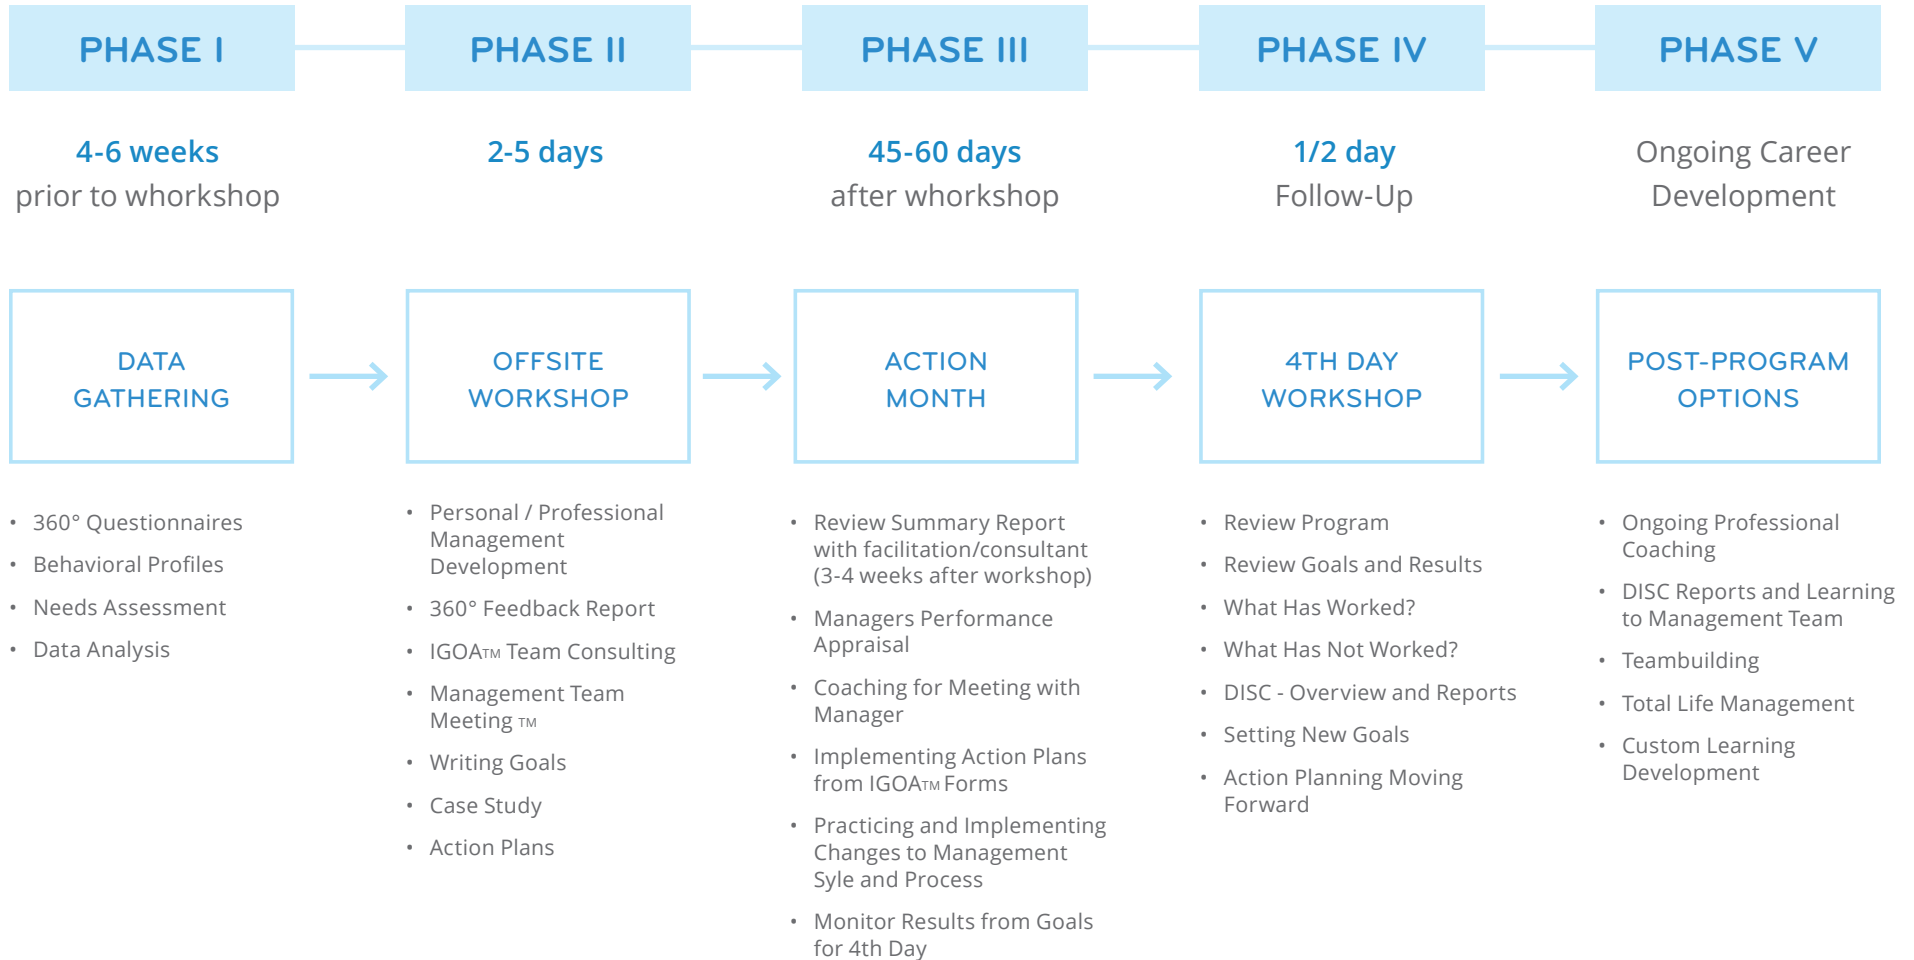 PHASE I
PHASE II
PHASE III
PHASE IV
PHASE V
4-6 weeks
prior to whorkshop
2-5 days
45-60 days
after whorkshop
1/2 day
Follow-Up
Ongoing Career
Development
DATA
GATHERING
OFFSITE
WORKSHOP
ACTION
MONTH
4TH DAY
WORKSHOP
POST-PROGRAM
OPTIONS
• 360° Questionnaires
• Behavioral Profiles
• Needs Assessment
• Data Analysis
• Personal / Professional
Management
Development
• 360° Feedback Report
• IGOA™ Team Consulting
• Management Team
Meeting ™
• Writing Goals
• Case Study
• Action Plans
• Review Summary Report
with facilitation/consultant
(3-4 weeks after workshop)
• Managers Performance
Appraisal
• Coaching for Meeting with
Manager
• Implementing Action Plans
from IGOA™ Forms
• Practicing and Implementing
Changes to Management
Syle and Process
• Monitor Results from Goals
for 4th Day
• Review Program
• Review Goals and Results
• What Has Worked?
• What Has Not Worked?
• DISC - Overview and Reports
• Setting New Goals
• Action Planning Moving
Forward
• Ongoing Professional
Coaching
• DISC Reports and Learning
to Management Team
• Teambuilding
• Total Life Management
• Custom Learning
Development